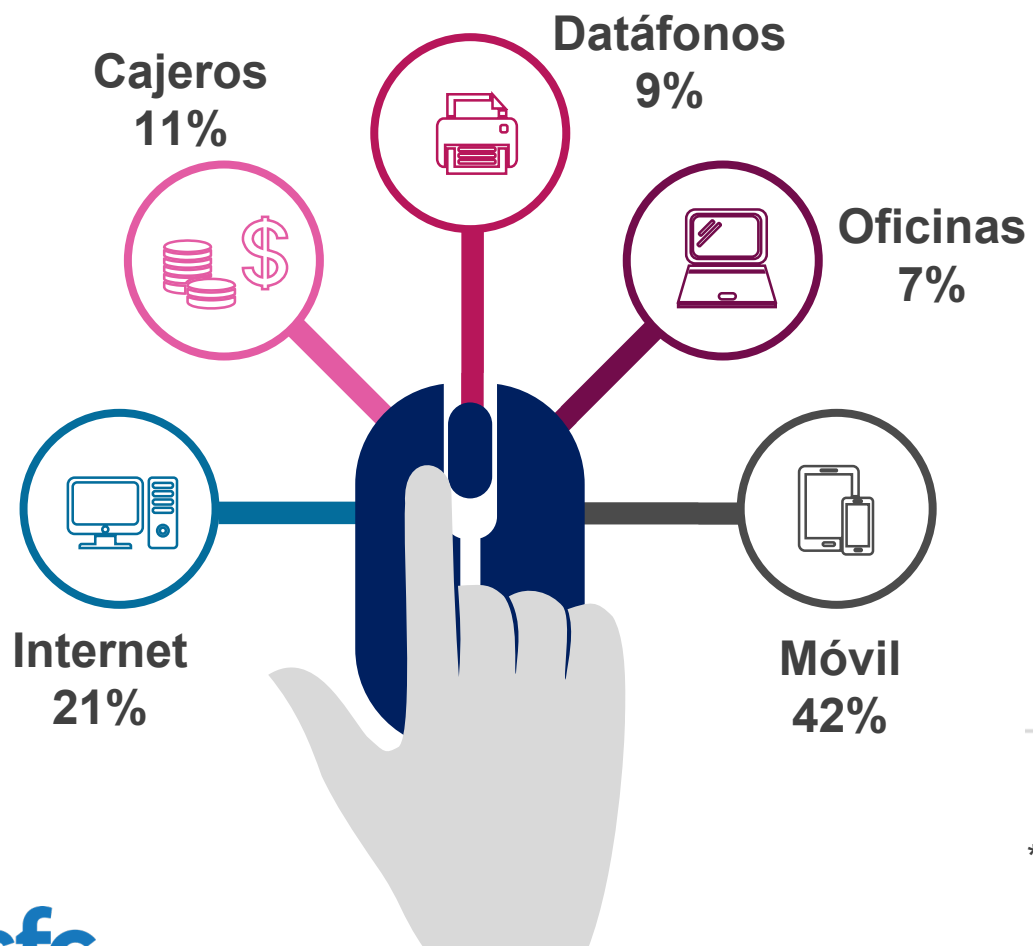 Datáfonos
9%
Cajeros
11%
Oficinas
7%
Internet
21%
Móvil
42%
*